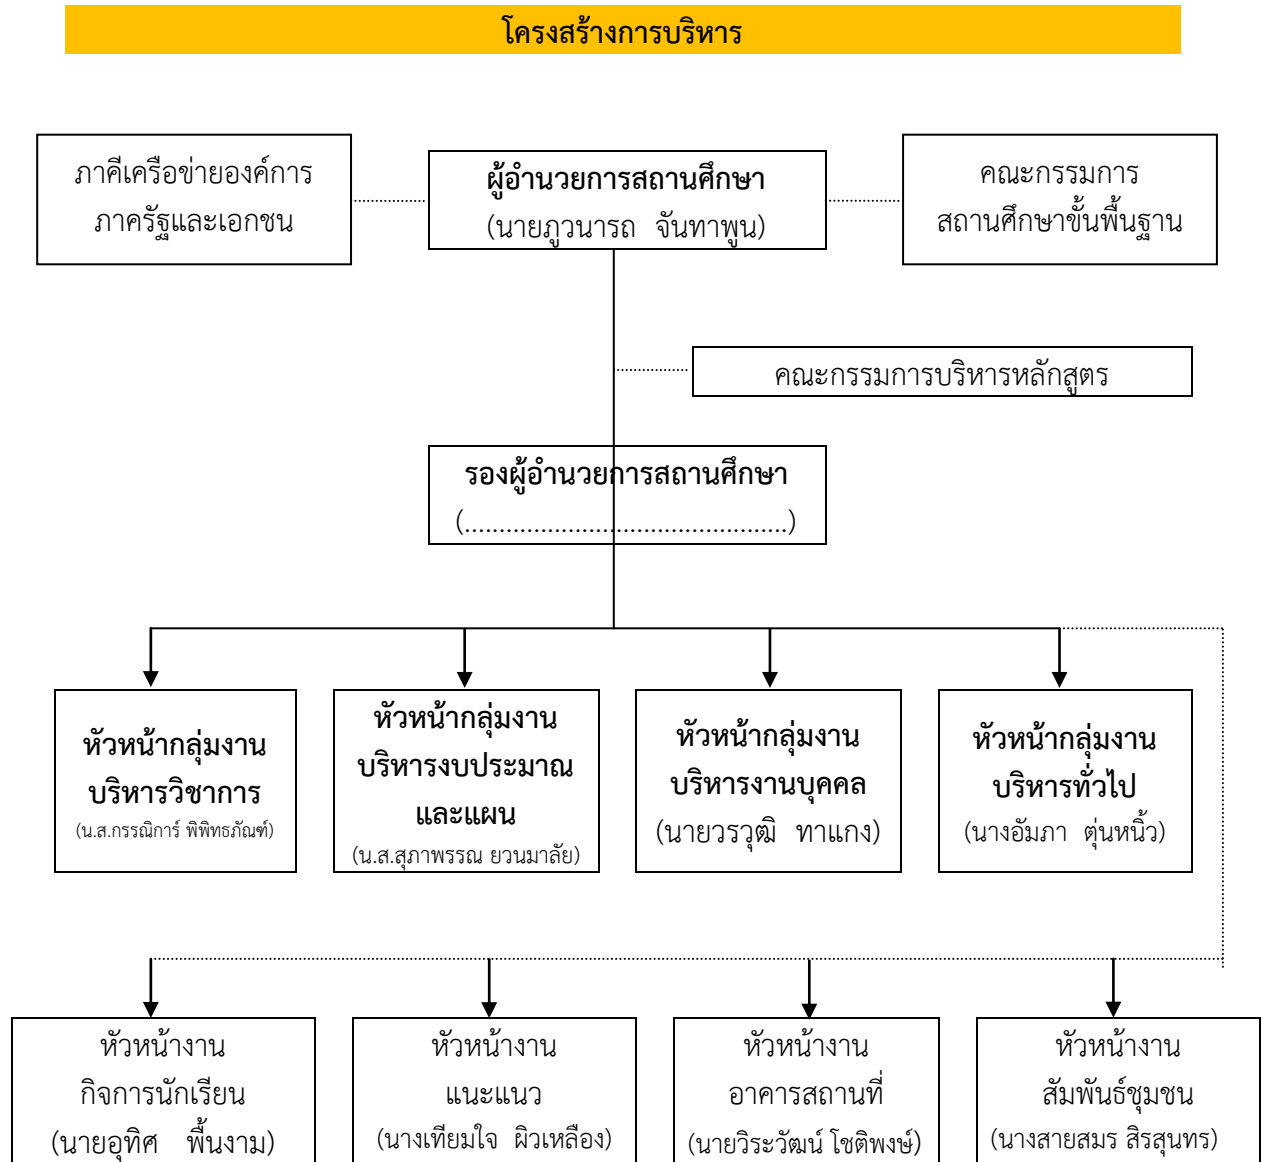 โครงสร้างการบริหาร
ภาคีเครือข่ายองค์การ
ภาครัฐและเอกชน
ผู้อำนวยการสถานศึกษา
(นายภูวนารถ จันทาพูน)
คณะกรรมการ
สถานศึกษาขั้นพื้นฐาน
คณะกรรมการบริหารหลักสูตร
รองผู้อำนวยการสถานศึกษา
(...............................................)
หัวหน้ากลุ่มงาน
บริหารวิชาการ
(น.ส.กรรณิการ์ พิพิทธภัณฑ์)
หัวหน้ากลุ่มงาน
บริหารงบประมาณ
และแผน
(น.ส.สุภาพรรณ ยวนมาลัย)
หัวหน้ากลุ่มงาน
บริหารงานบุคคล
(นายวรวุฒิ ทาแกง)
หัวหน้ากลุ่มงาน
บริหารทั่วไป
(นางอัมภา ตุ่นหนิ้ว)
หัวหน้างาน
กิจการนักเรียน
(นายอุทิศ พื้นงาม)
หัวหน้างาน
แนะแนว
(นางเทียมใจ ผิวเหลือง)
หัวหน้างาน
อาคารสถานที่
(นายวิระวัฒน์ โชติพงษ์)
หัวหน้างาน
สัมพันธ์ชุมชน
(นางสายสมร สิรสุนทร)